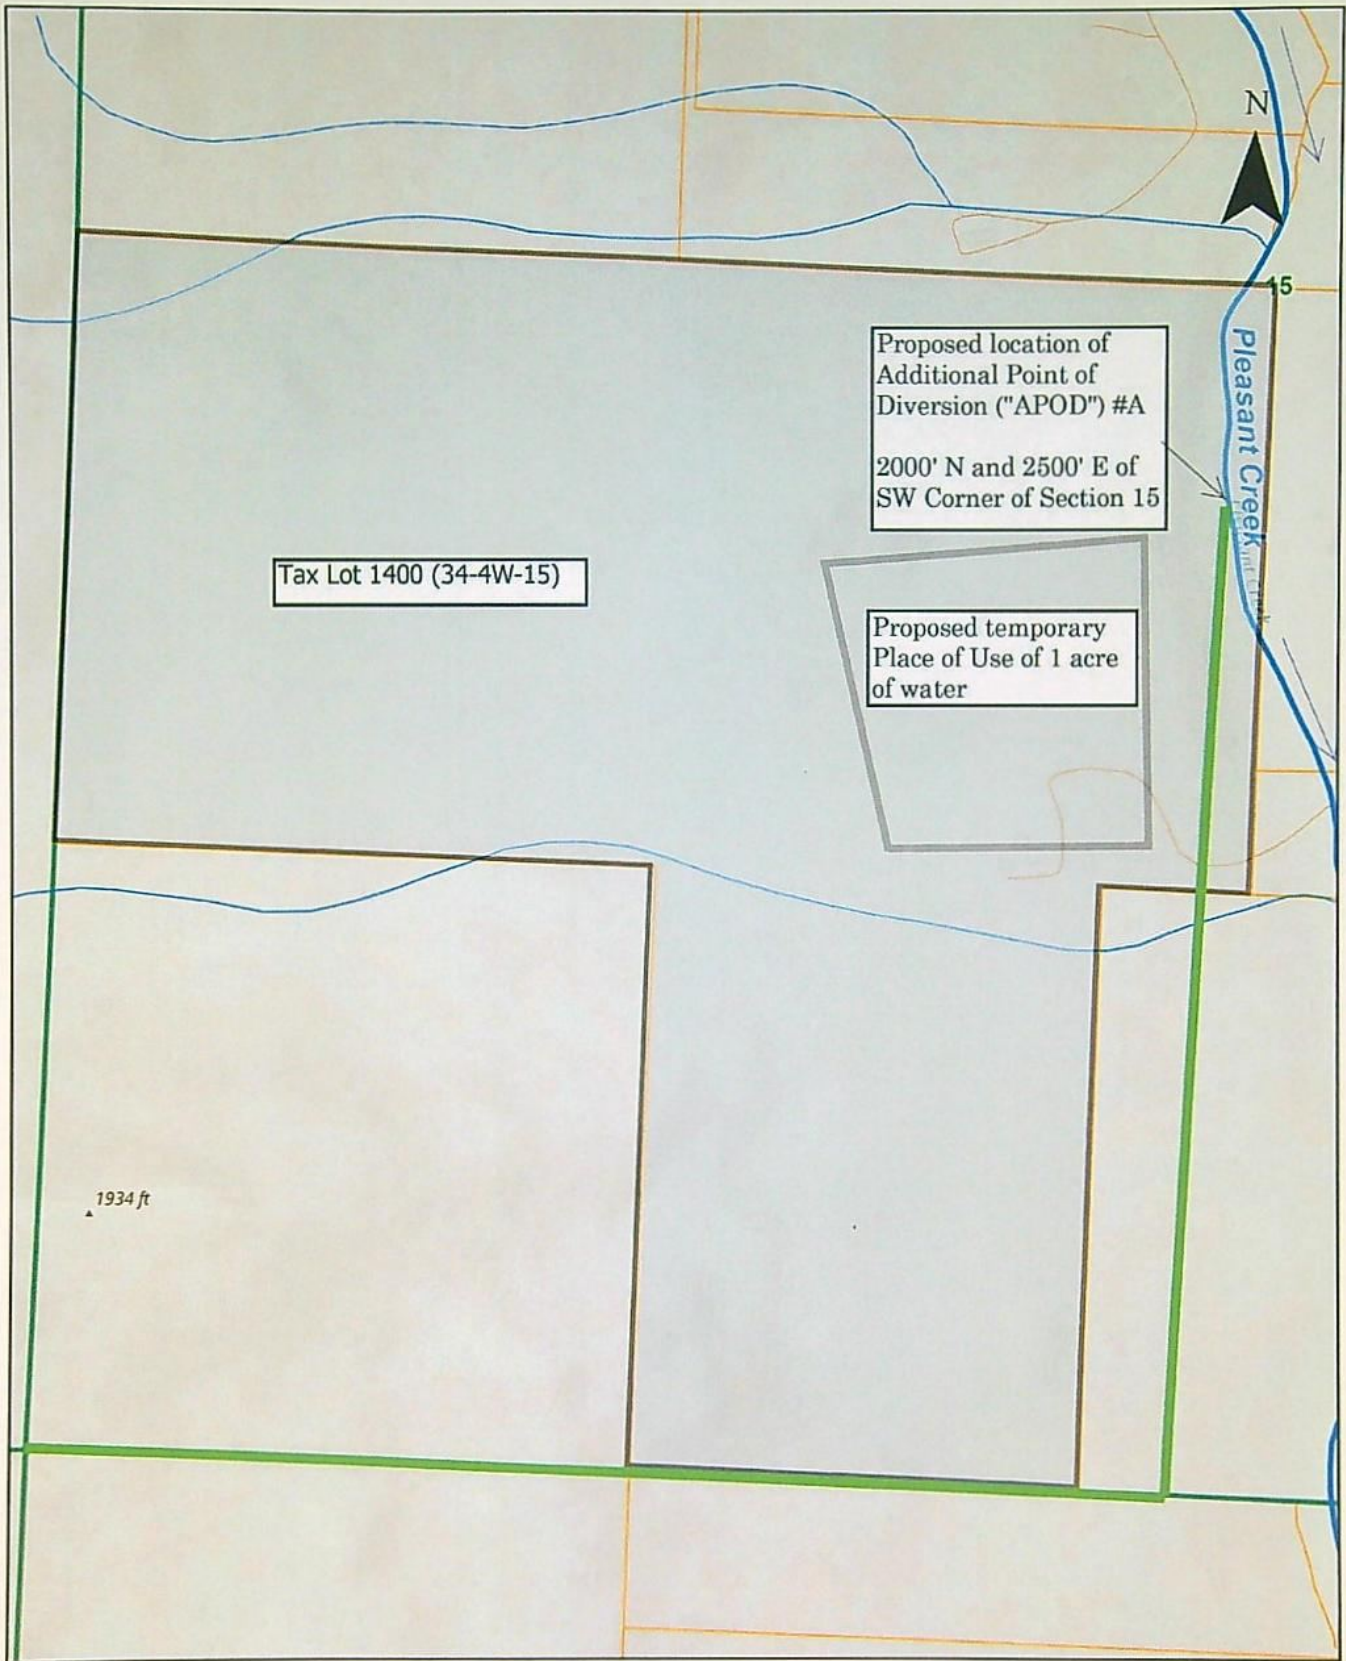 N
15
Proposed location of
Additional Point of
Diversion ("APOD") #A
2000' N and 2500' E of
SW Corner of Section 15
Pleasant Creek
Tax Lot 1400 (34-4W-15)
Proposed temporary
Place of Use of 1 acre
of water
1934 ft